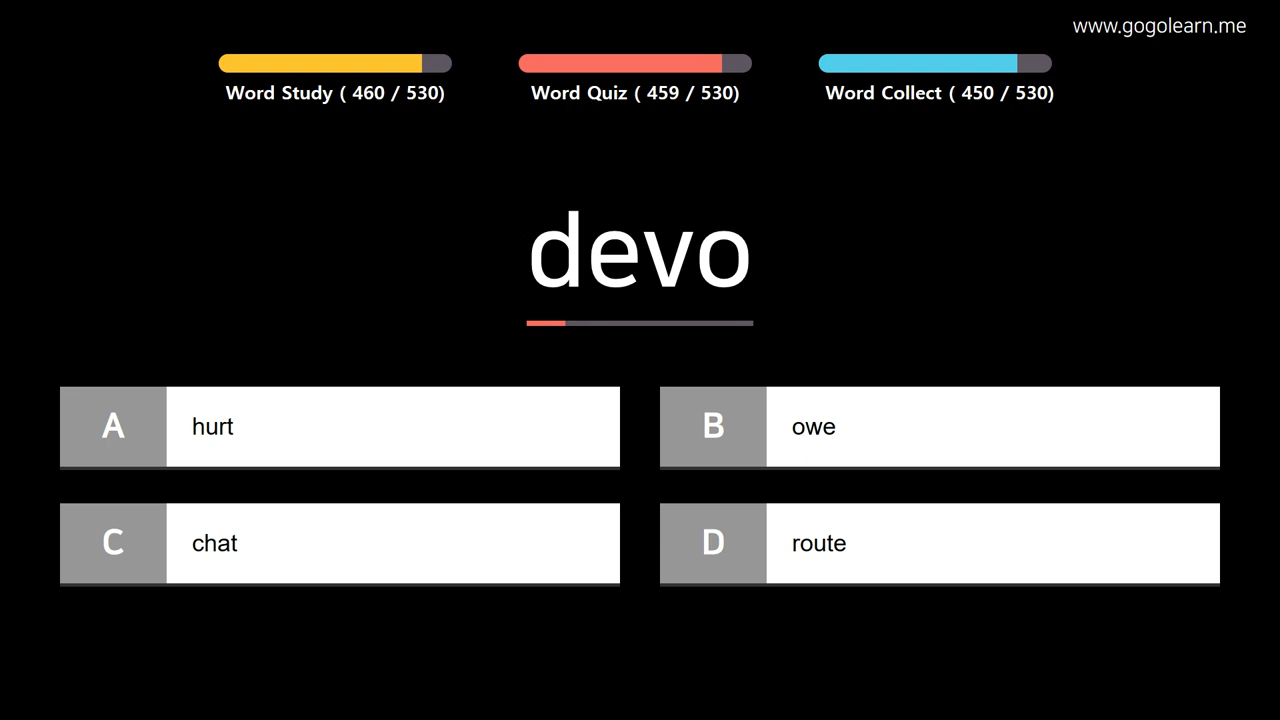 www.gogolearn.me
Word Study ( 460 / 530)
Word Quiz ( 459 / 530)
Word Collect ( 450 / 530)
devo
A hurt
B owe
C chat
D route